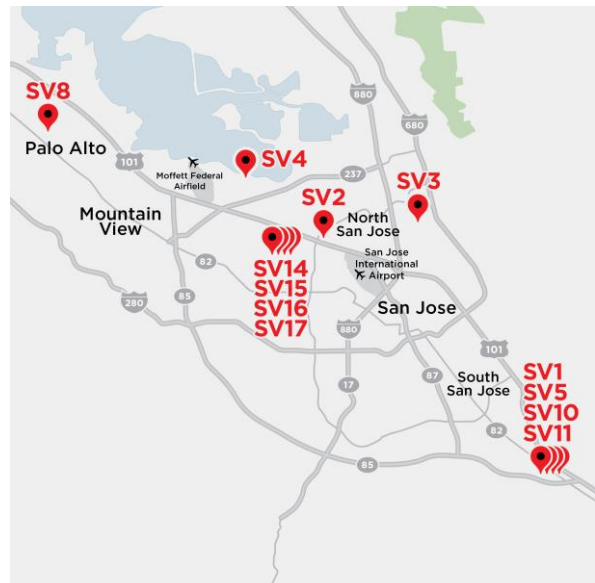 SV8
Palo Alto
101
Moffett Federal
Airfield
SV4
880
680
237
Mountain
View
SV2
North
San Jose
SV3
82
SV14
SV15
SV16
SV17
San Jose
International
Airport
280
85
880
San Jose
101
17
87
South
San Jose
SV1
SV5
SV10
SV11
82
85